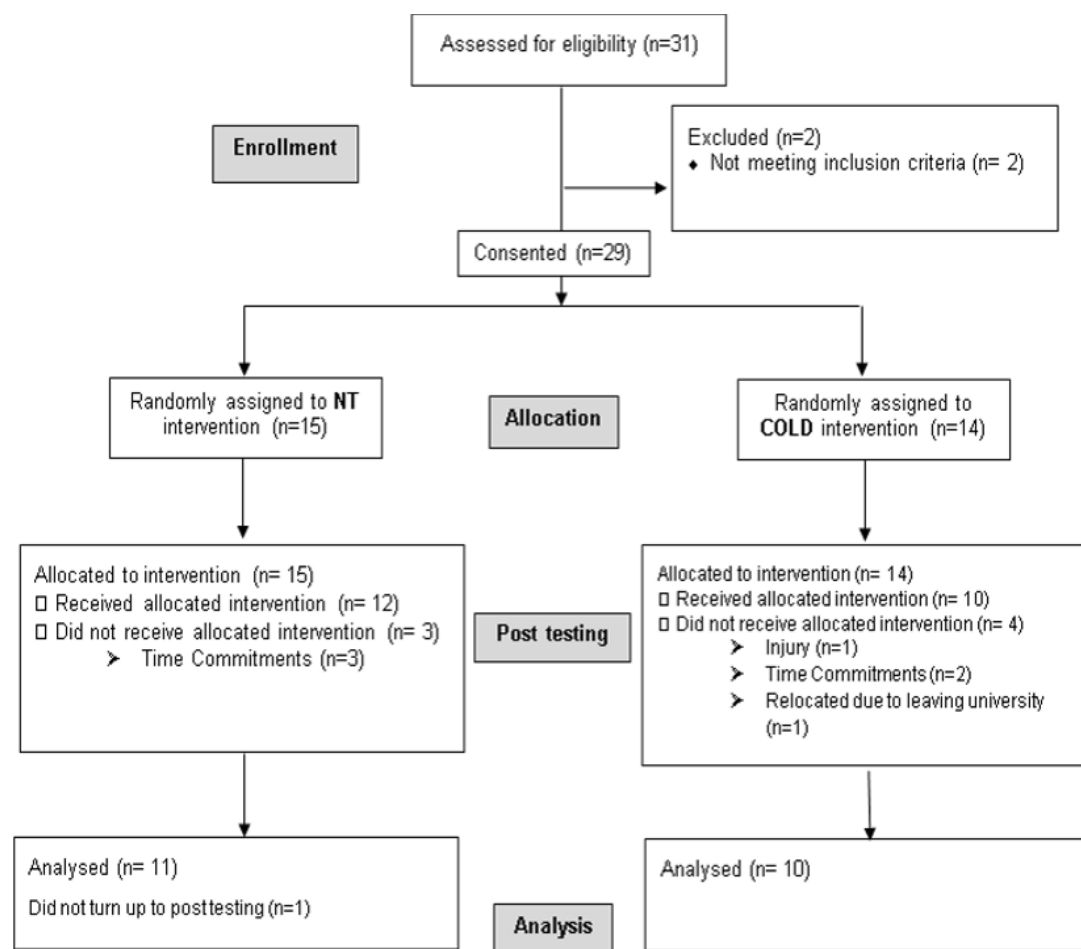 Assessed for eligibility (n=31)
Enrollment
Excluded (n=2)
♦ Not meeting inclusion criteria (n= 2)
Consented (n=29)
Randomly assigned to NT
intervention (n=15)
Allocation
Randomly assigned to
COLD intervention (n=14)
Allocated to intervention (n= 15)
▯ Received allocated intervention (n= 12)
▯ Did not receive allocated intervention (n= 3)
➤ Time Commitments (n=3)
Post testing
Allocated to intervention (n= 14)
▯ Received allocated intervention (n= 10)
▯ Did not receive allocated intervention (n= 4)
➤ Injury (n=1)
➤ Time Commitments (n=2)
➤ Relocated due to leaving university
(n=1)
Analysed (n= 11)
Did not turn up to post testing (n=1)
Analysis
Analysed (n= 10)